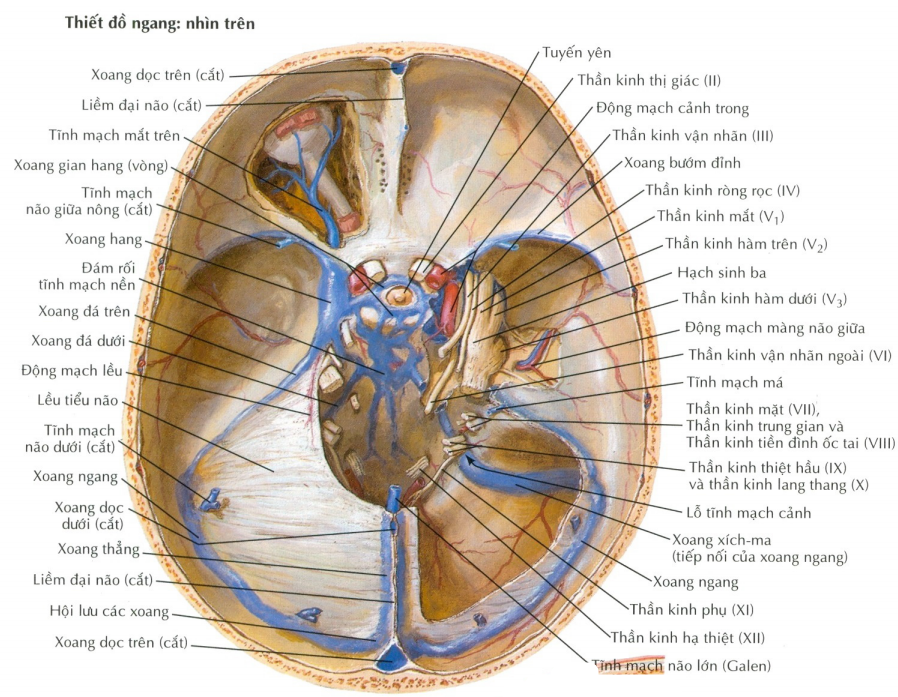 Thiết đồ ngang: nhìn trên
Xoang dọc trên (cắt)
Liềm đại não (cắt)
Tĩnh mạch mắt trên
Xoang gian hang (vòng)
Tĩnh mạch
não giữa nông (cắt)
Xoang hang
Đám rối
tĩnh mạch nền
Xoang đá trên
Xoang đá dưới
Động mạch lều
Lều tiểu não
Tĩnh mạch
não dưới (cắt)
Xoang ngang
Xoang dọc
dưới (cắt)
Xoang thẳng
Liềm đại não (cắt)
Hội lưu các xoang
Xoang dọc trên (cắt)
Tuyến yên
Thần kinh thị giác (II)
Động mạch cảnh trong
Thần kinh vận nhãn (III)
Xoang bướm đỉnh
Thần kinh ròng rọc (IV)
Thần kinh mắt (V₁)
Thần kinh hàm trên (V₂)
Hạch sinh ba
Thần kinh hàm dưới (V₃)
Động mạch màng não giữa
Thần kinh vận nhãn ngoài (VI)
Tĩnh mạch má
Thần kinh mặt (VII),
Thần kinh trung gian và
Thần kinh tiền đình ốc tai (VIII)
Thần kinh thiệt hầu (IX)
và thần kinh lang thang (X)
Lỗ tĩnh mạch cảnh
Xoang xích-ma
(tiếp nối của xoang ngang)
Xoang ngang
Thần kinh phụ (XI)
Thần kinh hạ thiệt (XII)
Tĩnh mạch não lớn (Galen)